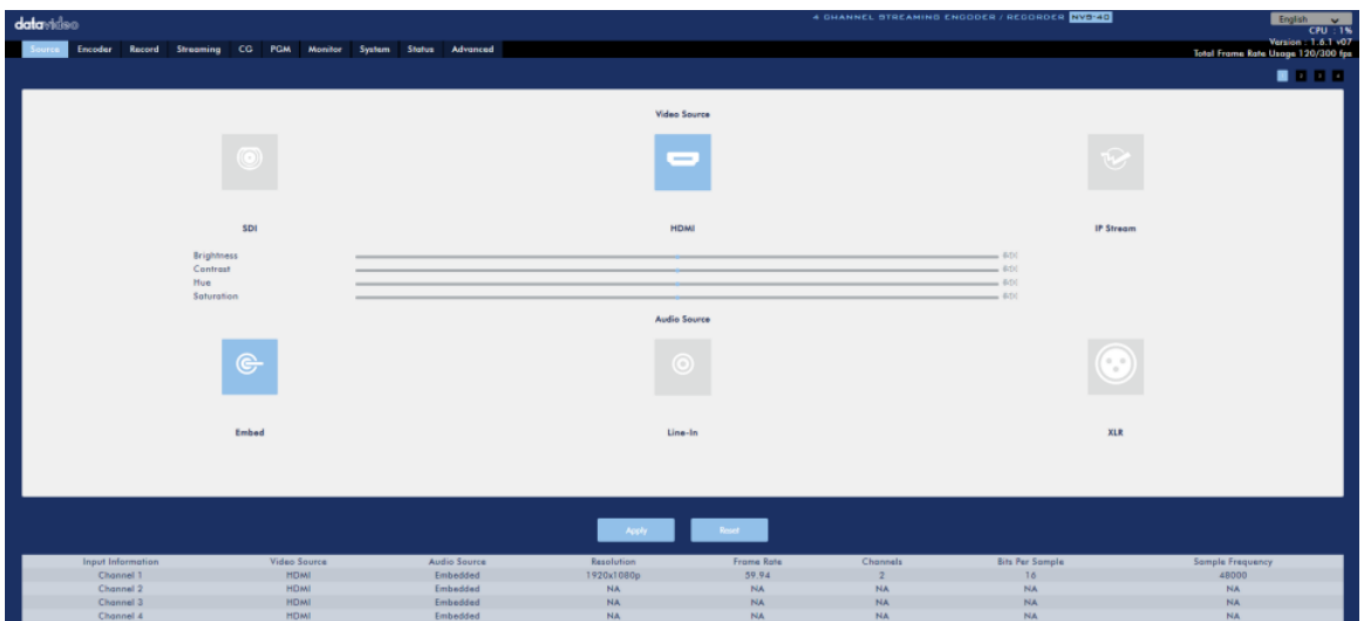 datavideo
4 CHANNEL STREAMING ENCODER / RECORDER NVS-40
English
CPU : 1%
Version : 1.6.1 v07
Total Frame Rate Usage 120/300 fps
Source Encoder Record Streaming CG PGM Monitor System Status Advanced
Video Source
SDI HDMI IP Stream
Brightness
Contrast
Hue
Saturation
Audio Source
Embed Line-In XLR
Apply Reset
Input Information Video Source Audio Source Resolution Frame Rate Channels Bits Per Sample Sample Frequency
Channel 1 HDMI Embedded 1920x1080p 59.94 2 16 48000
Channel 2 HDMI Embedded NA NA NA NA NA
Channel 3 HDMI Embedded NA NA NA NA NA
Channel 4 HDMI Embedded NA NA NA NA NA